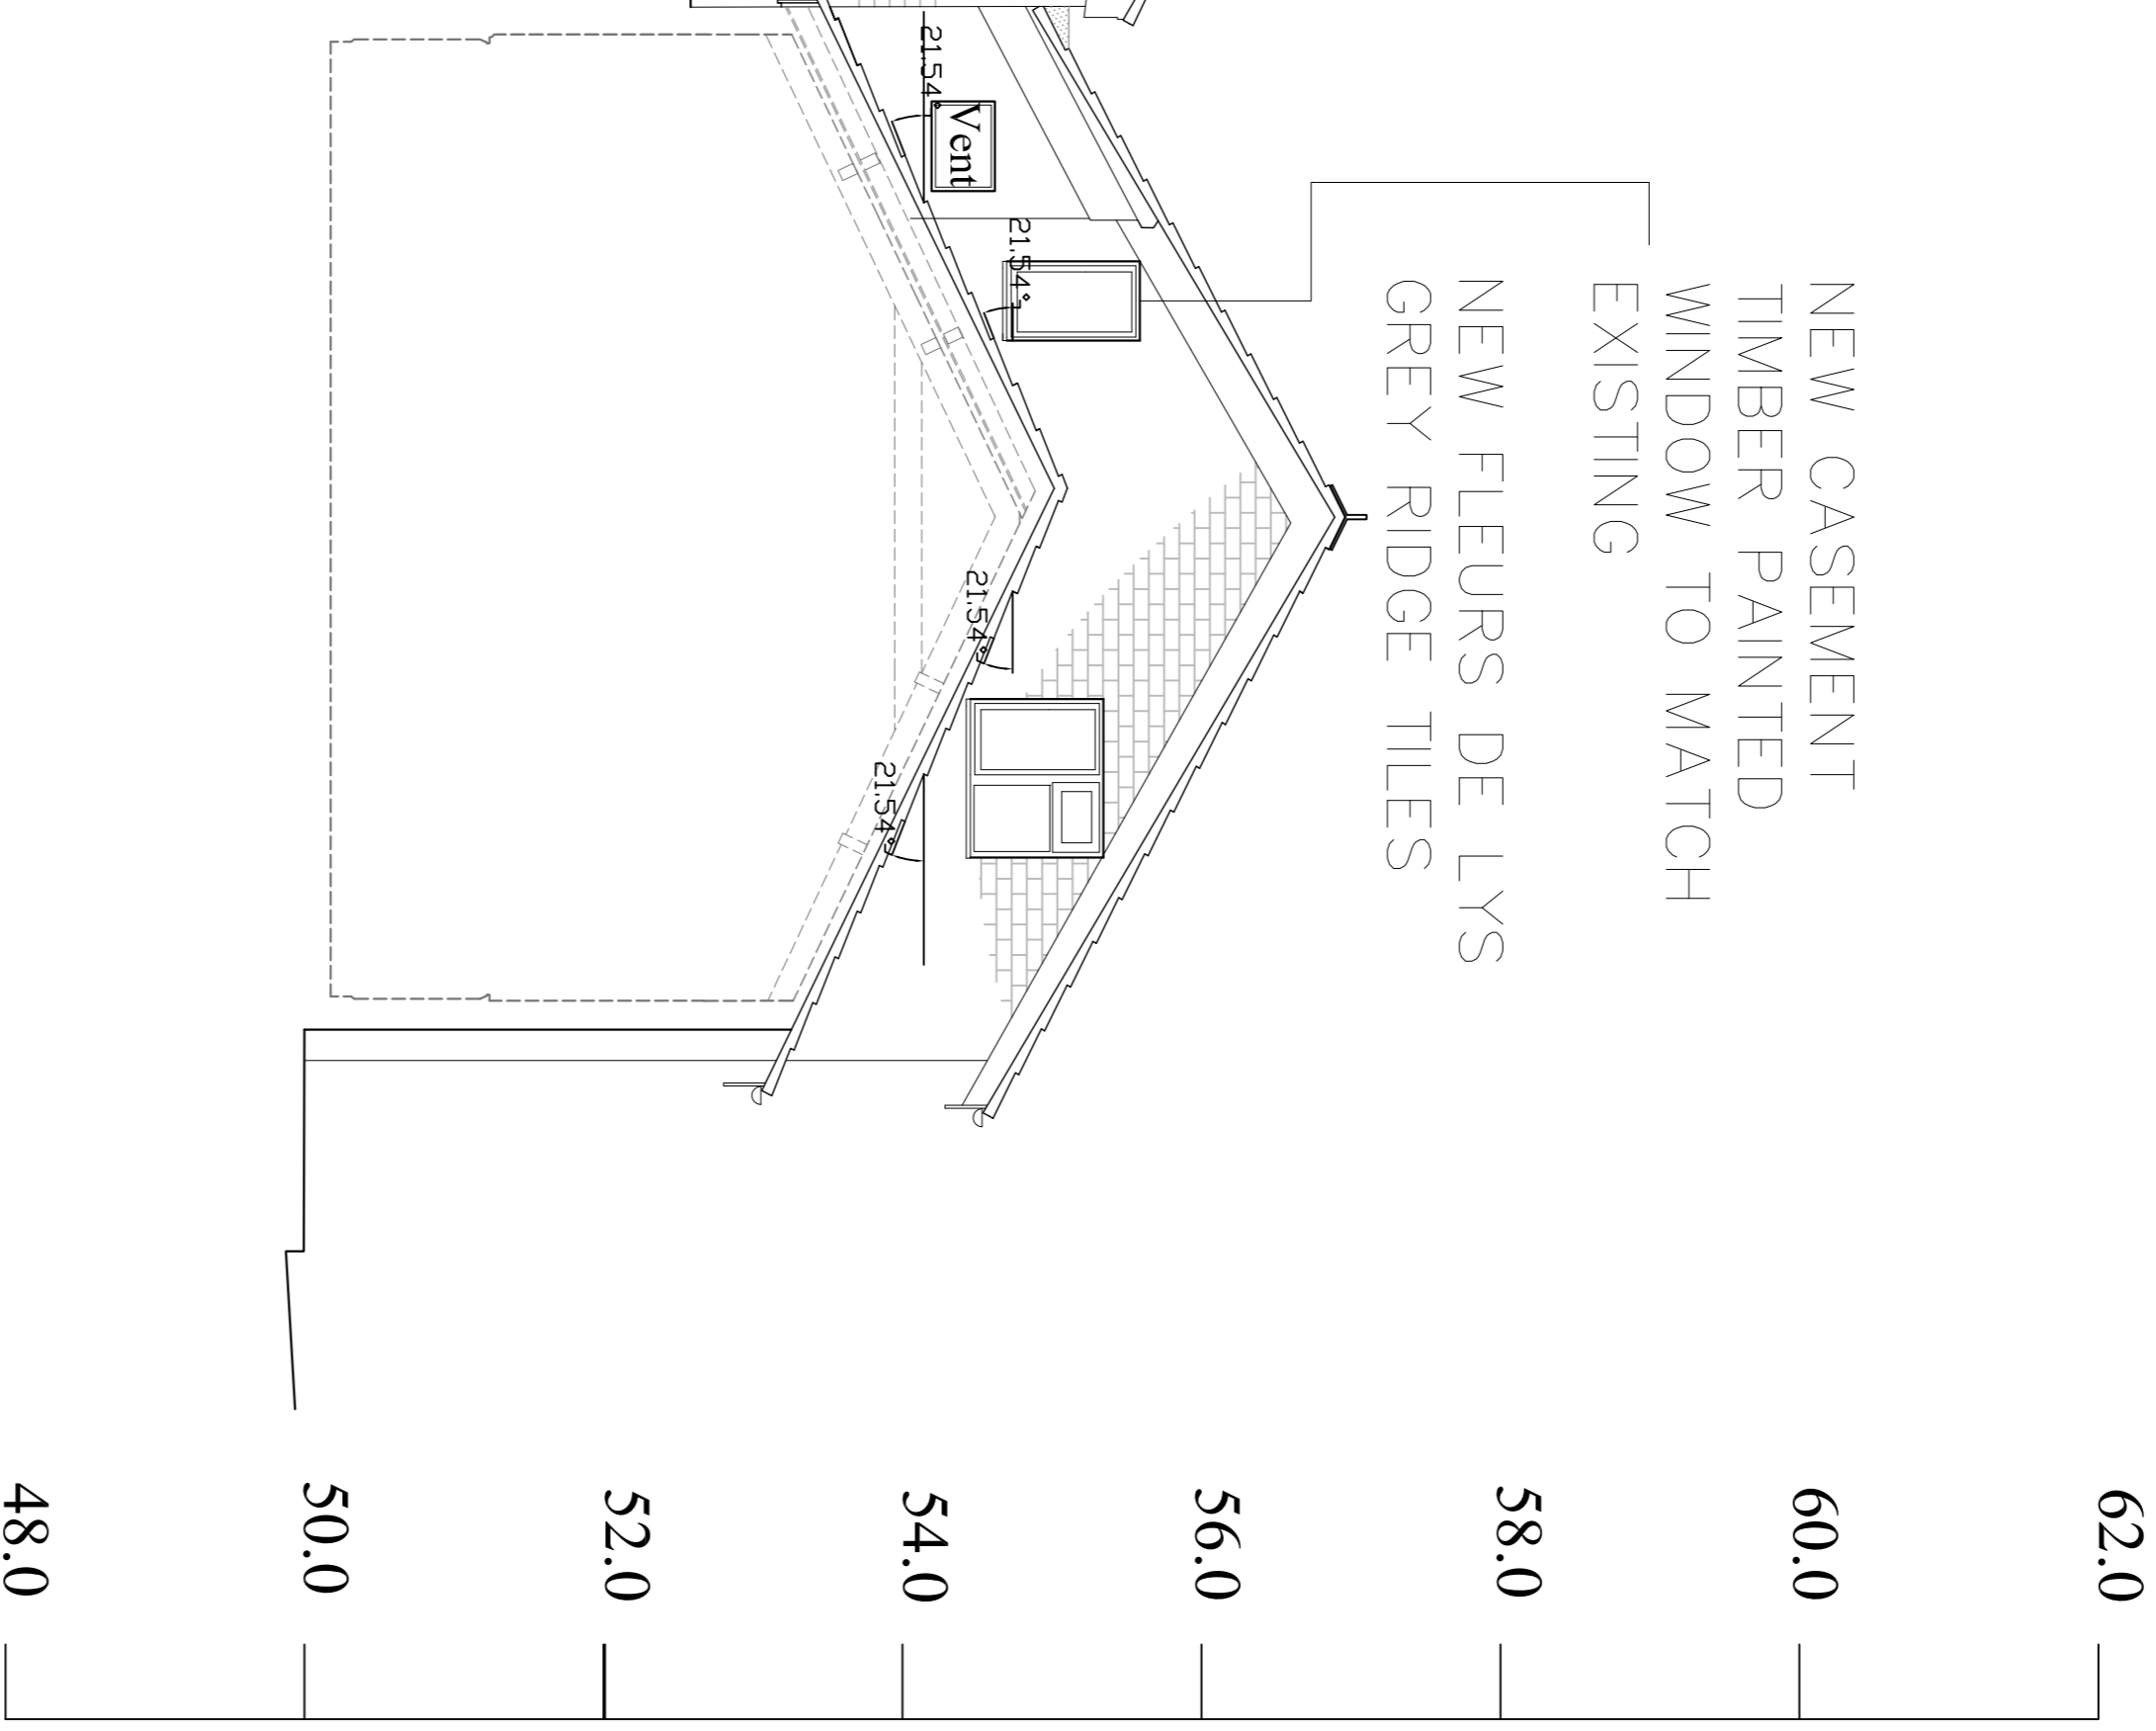 NEW CASEMENT
TIMBER PAINTED
WINDOW TO MATCH
EXISTING
NEW FLEURS DE LYS
GREY RIDGE TILES
21.54°
Vent
21.54°
21.54°
21.54°
62.0
60.0
58.0
56.0
54.0
52.0
50.0
48.0